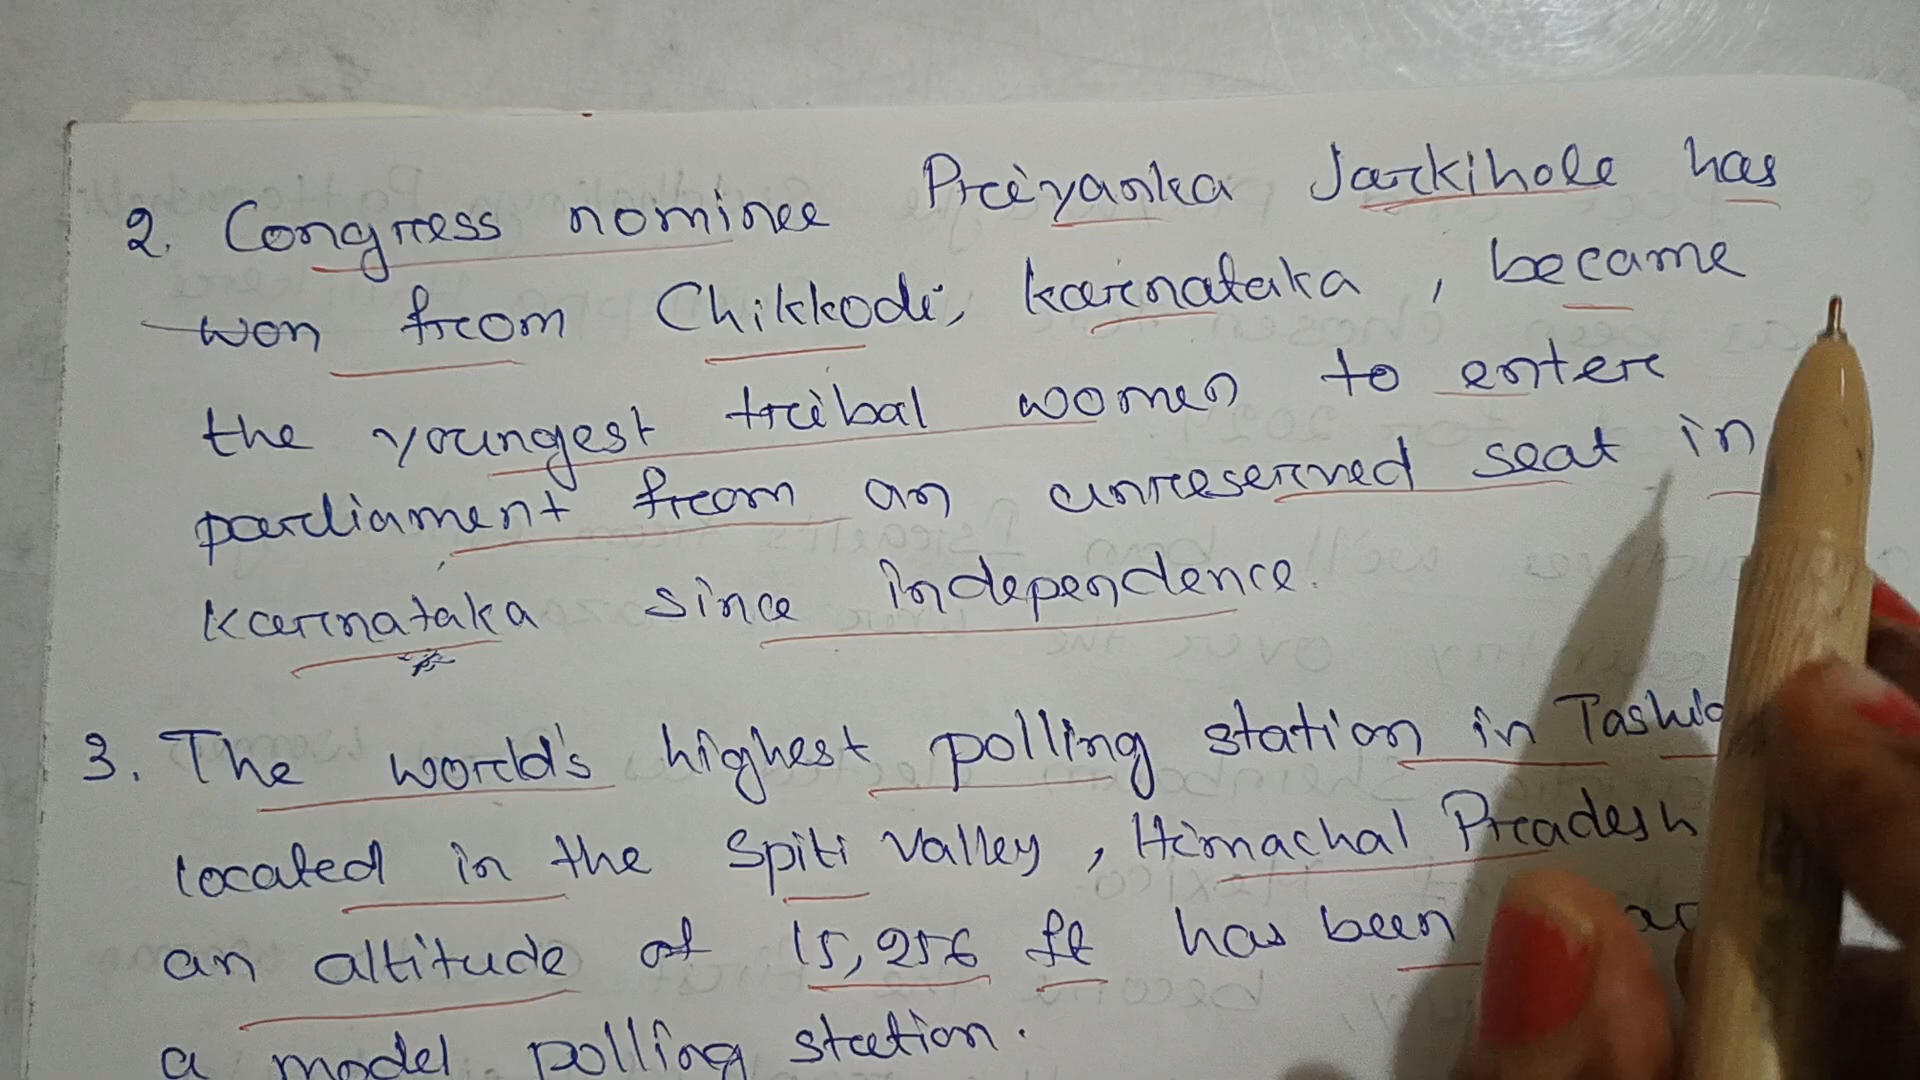 2. Congress nominee Priyanka Jarkihole has
won from Chikkodi, Karnataka, became
the youngest tribal women to enter
parliament from an unreserved seat in
Karnataka since independence.
3. The world's highest polling station in
located in the Spiti Valley, Himachal Pradesh
an altitude of 15,256 ft has been
a model polling station.